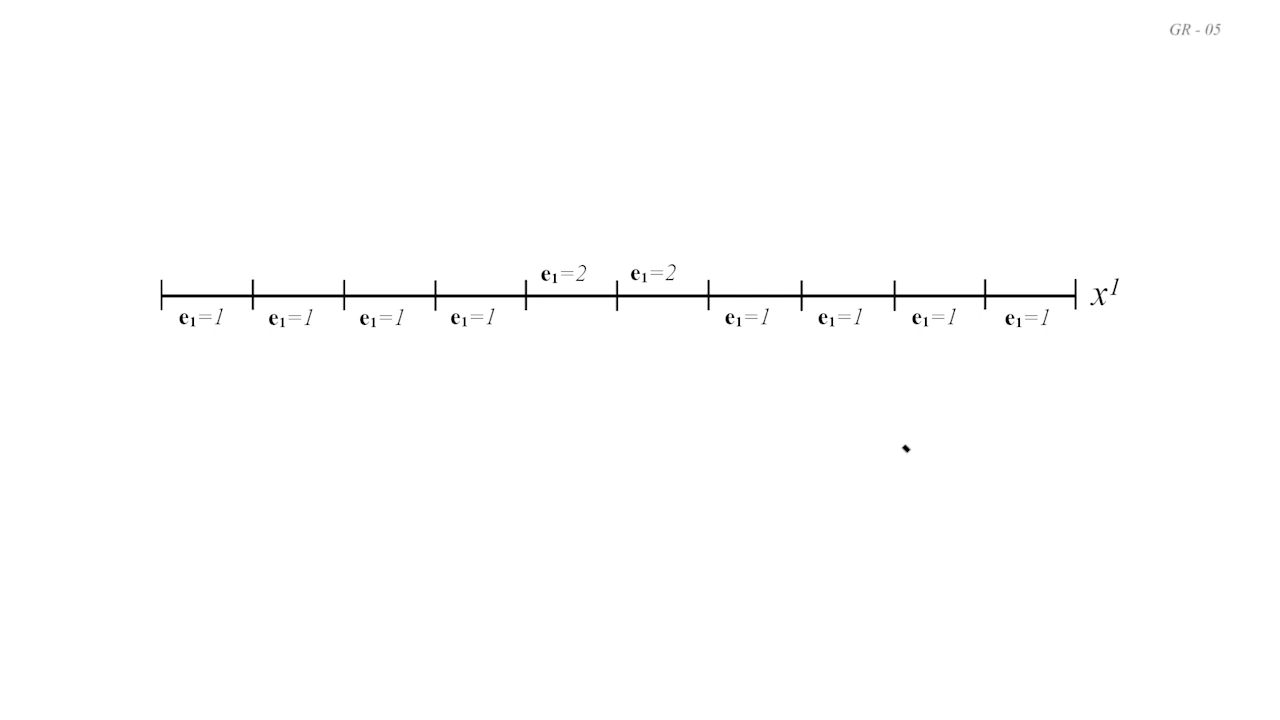 GR - 05
e₁=2 e₁=2
x¹
e₁=1 e₁=1 e₁=1 e₁=1 e₁=1 e₁=1 e₁=1 e₁=1